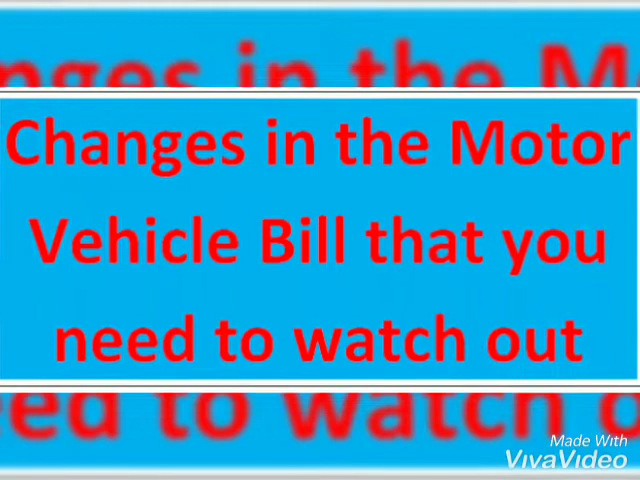 Changes in the Motor
Vehicle Bill that you
need to watch out
Made With
VivaVideo